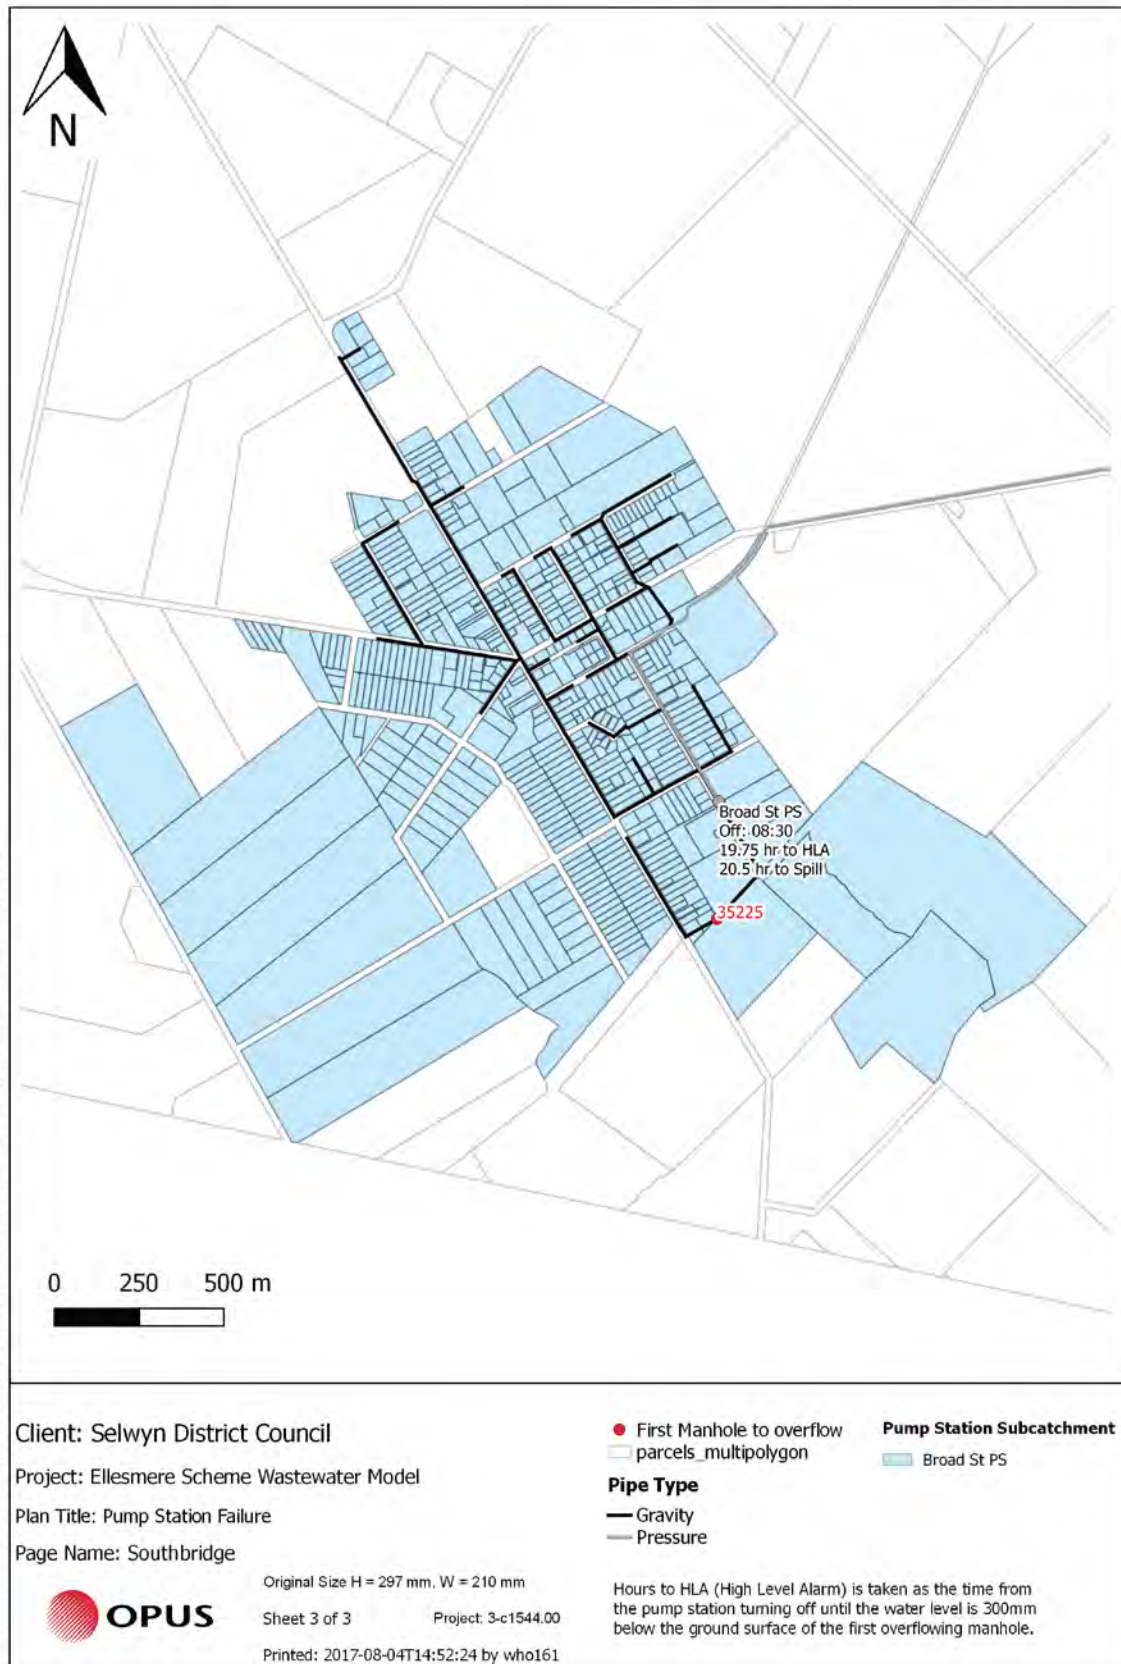 N
Broad St PS
Off: 08:30
19.75 hr to HLA
20.5 hr to Spill
35225
0 250 500 m
Client: Selwyn District Council
Project: Ellesmere Scheme Wastewater Model
Plan Title: Pump Station Failure
Page Name: Southbridge
OPUS
Original Size H = 297 mm, W = 210 mm
Sheet 3 of 3 Project: 3-c1544.00
Printed: 2017-08-04T14:52:24 by who161
First Manhole to overflow
parcels_multipolygon
Pipe Type
Gravity
Pressure
Pump Station Subcatchment
Broad St PS
Hours to HLA (High Level Alarm) is taken as the time from
the pump station turning off until the water level is 300mm
below the ground surface of the first overflowing manhole.